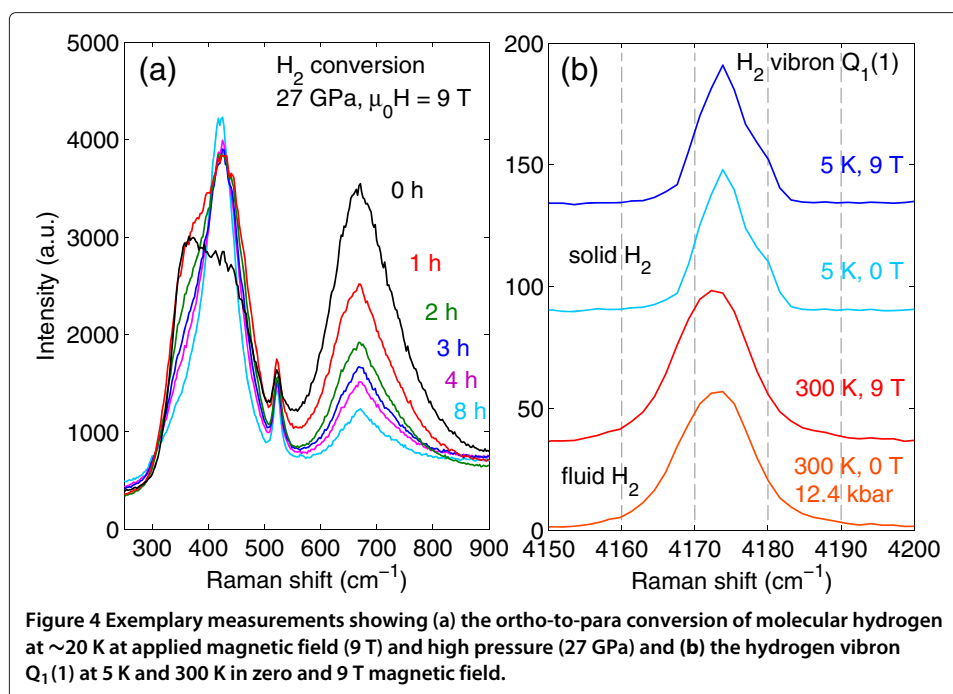 5000
4000
3000
2000
1000
0
300 400 500 600 700 800 900
Intensity (a.u.)
Raman shift (cm⁻¹)
(a)
H₂ conversion
27 GPa, μ₀H = 9 T
0 h
1 h
2 h
3 h
4 h
8 h
200
150
100
50
0
4150 4160 4170 4180 4190 4200
Raman shift (cm⁻¹)
(b)
H₂ vibron Q₁(1)
5 K, 9 T
solid H₂
5 K, 0 T
300 K, 9 T
fluid H₂
300 K, 0 T
12.4 kbar
Figure 4 Exemplary measurements showing (a) the ortho-to-para conversion of molecular hydrogen
at ∼20 K at applied magnetic field (9 T) and high pressure (27 GPa) and (b) the hydrogen vibron
Q₁(1) at 5 K and 300 K in zero and 9 T magnetic field.